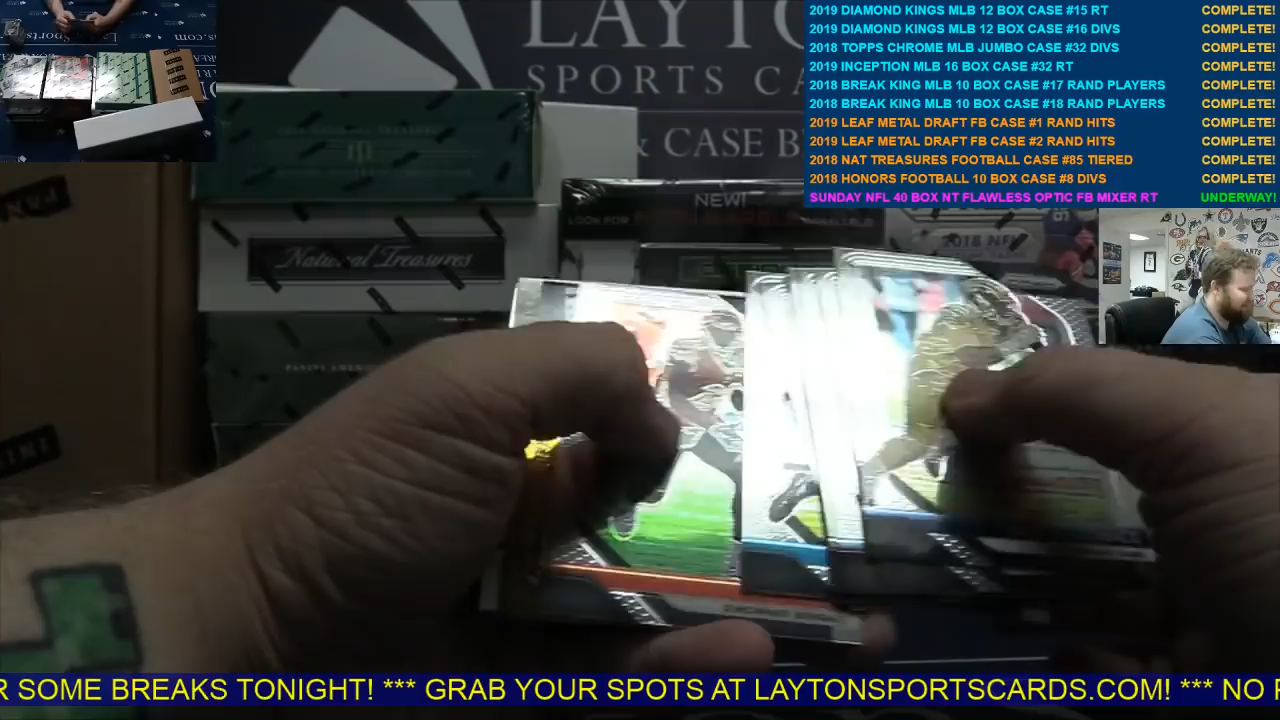 2019 DIAMOND KINGS MLB 12 BOX CASE #15 RT COMPLETE!
2019 DIAMOND KINGS MLB 12 BOX CASE #16 DIVS COMPLETE!
2018 TOPPS CHROME MLB JUMBO CASE #32 DIVS COMPLETE!
2019 INCEPTION MLB 16 BOX CASE #32 RT COMPLETE!
2018 BREAK KING MLB 10 BOX CASE #17 RAND PLAYERS COMPLETE!
2018 BREAK KING MLB 10 BOX CASE #18 RAND PLAYERS COMPLETE!
2019 LEAF METAL DRAFT FB CASE #1 RAND HITS COMPLETE!
2019 LEAF METAL DRAFT FB CASE #2 RAND HITS COMPLETE!
2018 NAT TREASURES FOOTBALL CASE #85 TIERED COMPLETE!
2018 HONORS FOOTBALL 10 BOX CASE #8 DIVS COMPLETE!
SUNDAY NFL 40 BOX NT FLAWLESS OPTIC FB MIXER RT UNDERWAY!
LAYTO
SPORTS CA
& CASE B
NEW!
LOOK FOR
National Treasures
2018 NFL
R SOME BREAKS TONIGHT! *** GRAB YOUR SPOTS AT LAYTONSPORTSCARDS.COM! *** NO